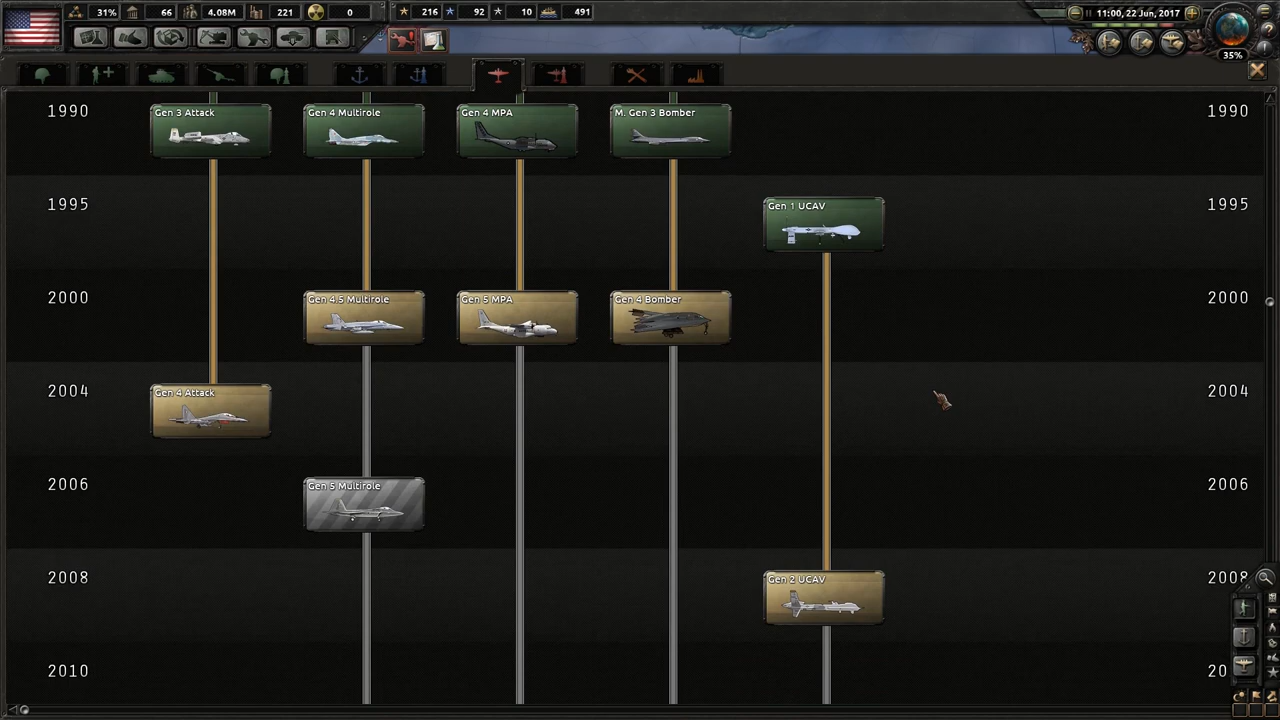 31% 66 4.08M 221 0 216 92 10 491 11:00, 22 Jun, 2017
35%
1990 Gen 3 Attack Gen 4 Multirole Gen 4 MPA M. Gen 3 Bomber 1990
1995 Gen 1 UCAV 1995
2000 Gen 4.5 Multirole Gen 5 MPA Gen 4 Bomber 2000
2004 Gen 4 Attack 2004
2006 Gen 5 Multirole 2006
2008 Gen 2 UCAV 2008
2010 20